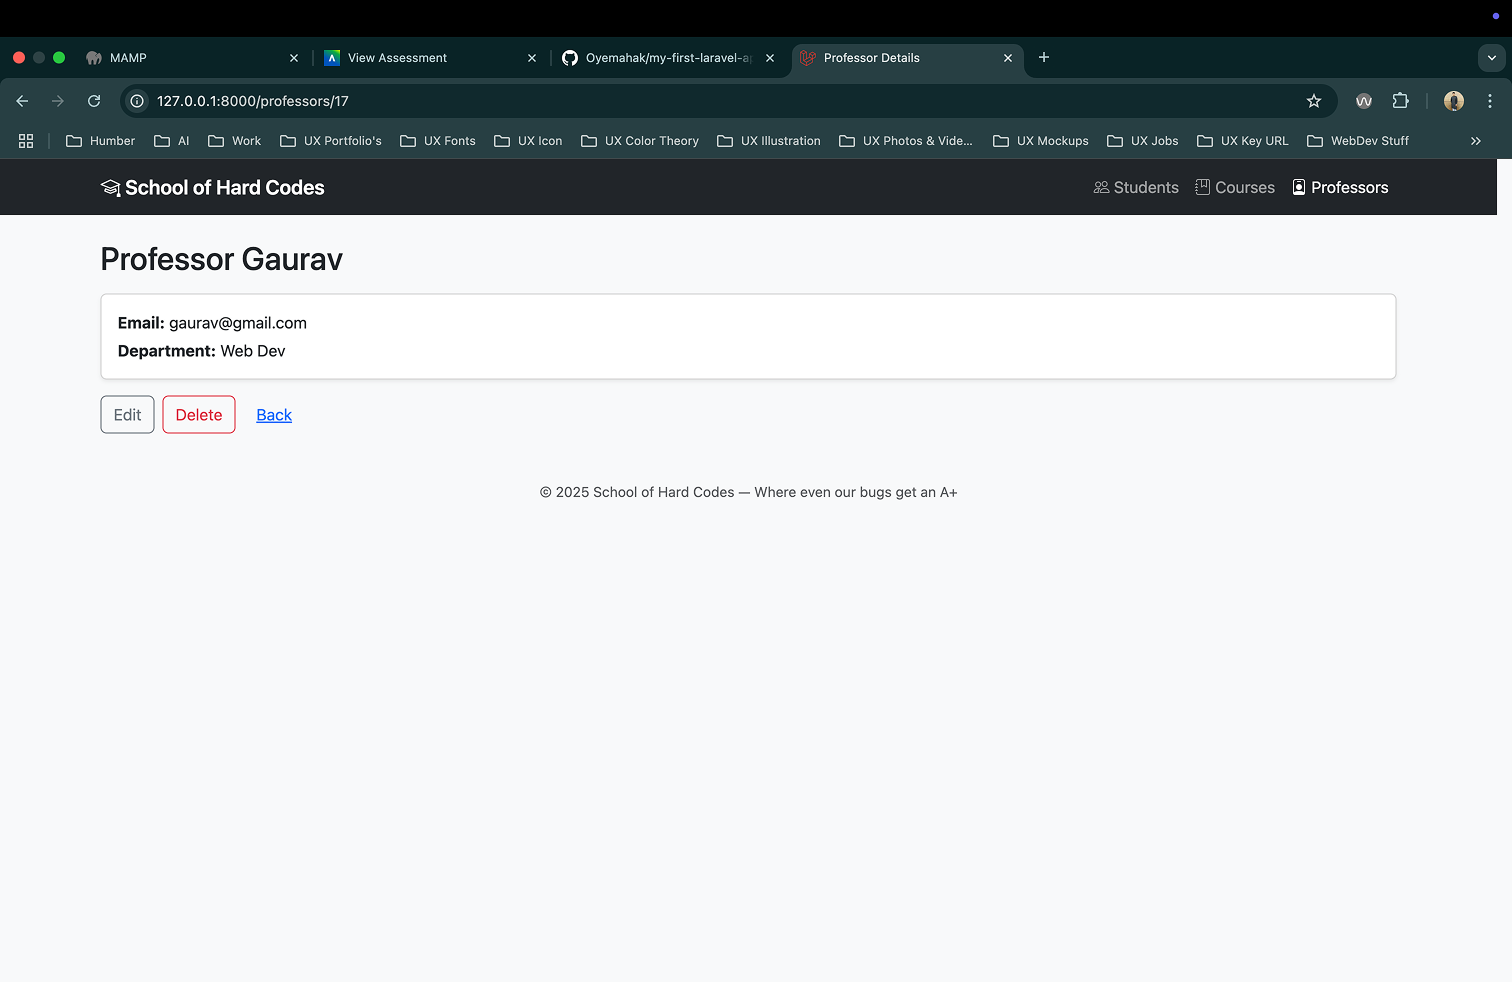 MAMP
View Assessment
Oyemahak/my-first-laravel-ap
Professor Details
127.0.0.1:8000/professors/17
Humber
AI
Work
UX Portfolio's
UX Fonts
UX Icon
UX Color Theory
UX Illustration
UX Photos & Vide...
UX Mockups
UX Jobs
UX Key URL
WebDev Stuff
School of Hard Codes
Students
Courses
Professors
Professor Gaurav
Email: gaurav@gmail.com
Department: Web Dev
Edit
Delete
Back
© 2025 School of Hard Codes — Where even our bugs get an A+